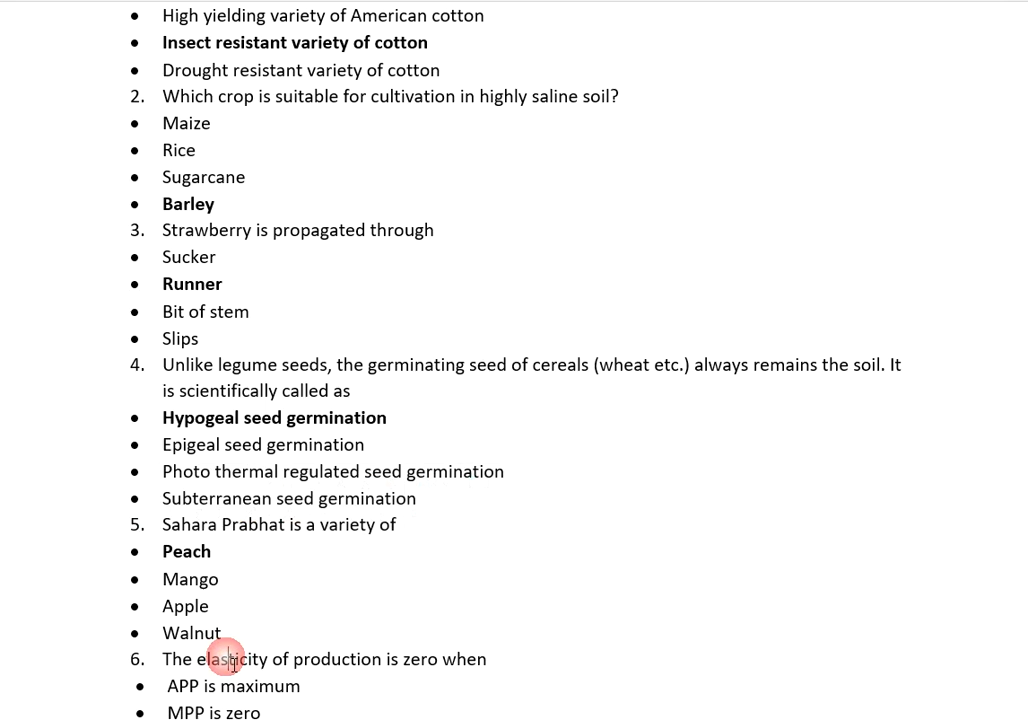 • High yielding variety of American cotton
• Insect resistant variety of cotton
• Drought resistant variety of cotton
2. Which crop is suitable for cultivation in highly saline soil?
• Maize
• Rice
• Sugarcane
• Barley
3. Strawberry is propagated through
• Sucker
• Runner
• Bit of stem
• Slips
4. Unlike legume seeds, the germinating seed of cereals (wheat etc.) always remains the soil. It
is scientifically called as
• Hypogeal seed germination
• Epigeal seed germination
• Photo thermal regulated seed germination
• Subterranean seed germination
5. Sahara Prabhat is a variety of
• Peach
• Mango
• Apple
• Walnut
6. The elasticity of production is zero when
• APP is maximum
• MPP is zero